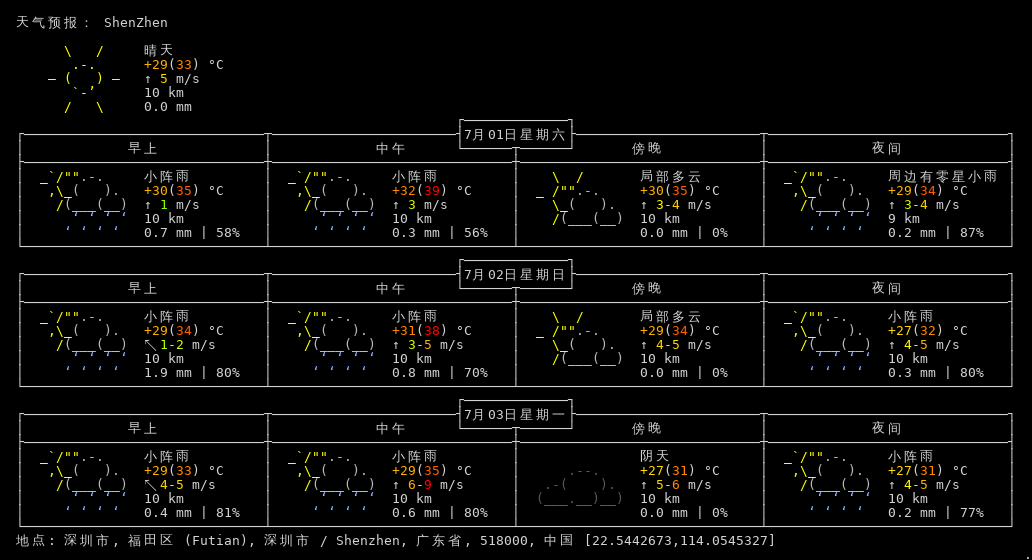 天气预报： ShenZhen
晴天
+29(33) °C
↑ 5 m/s
10 km
0.0 mm
7月01日星期六
早上 中午 傍晚 夜间
小阵雨 小阵雨 局部多云 周边有零星小雨
+30(35) °C +32(39) °C +30(35) °C +29(34) °C
↑ 1 m/s ↑ 3 m/s ↑ 3-4 m/s ↑ 3-4 m/s
10 km 10 km 10 km 9 km
0.7 mm | 58% 0.3 mm | 56% 0.0 mm | 0% 0.2 mm | 87%
7月02日星期日
早上 中午 傍晚 夜间
小阵雨 小阵雨 局部多云 小阵雨
+29(34) °C +31(38) °C +29(34) °C +27(32) °C
↖ 1-2 m/s ↑ 3-5 m/s ↑ 4-5 m/s ↑ 4-5 m/s
10 km 10 km 10 km 10 km
1.9 mm | 80% 0.8 mm | 70% 0.0 mm | 0% 0.3 mm | 80%
7月03日星期一
早上 中午 傍晚 夜间
小阵雨 小阵雨 阴天 小阵雨
+29(33) °C +29(35) °C +27(31) °C +27(31) °C
↖ 4-5 m/s ↑ 6-9 m/s ↑ 5-6 m/s ↑ 4-5 m/s
10 km 10 km 10 km 10 km
0.4 mm | 81% 0.6 mm | 80% 0.0 mm | 0% 0.2 mm | 77%
地点: 深圳市, 福田区 (Futian), 深圳市 / Shenzhen, 广东省, 518000, 中国 [22.5442673,114.0545327]